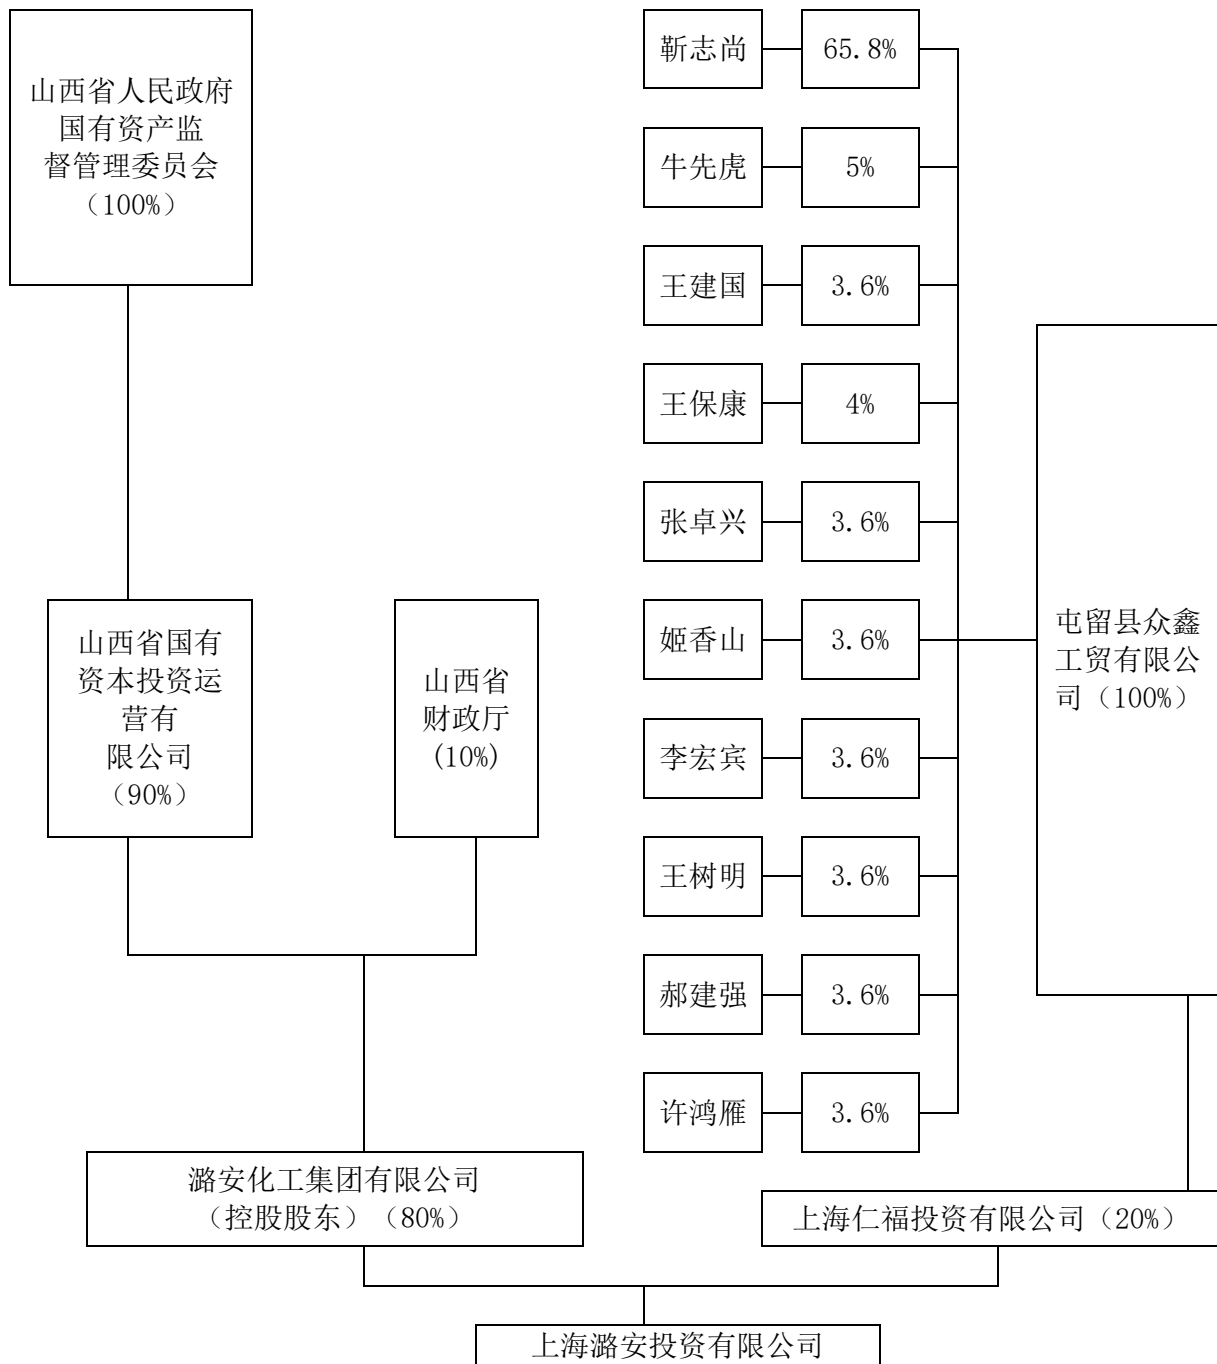 山西省人民政府
国有资产监
督管理委员会
（100%）
靳志尚
65.8%
牛先虎
5%
王建国
3.6%
王保康
4%
张卓兴
3.6%
姬香山
3.6%
李宏宾
3.6%
王树明
3.6%
郝建强
3.6%
许鸿雁
3.6%
屯留县众鑫
工贸有限公
司（100%）
山西省国有
资本投资运
营有
限公司
（90%）
山西省
财政厅
(10%)
潞安化工集团有限公司
（控股股东）（80%）
上海仁福投资有限公司（20%）
上海潞安投资有限公司